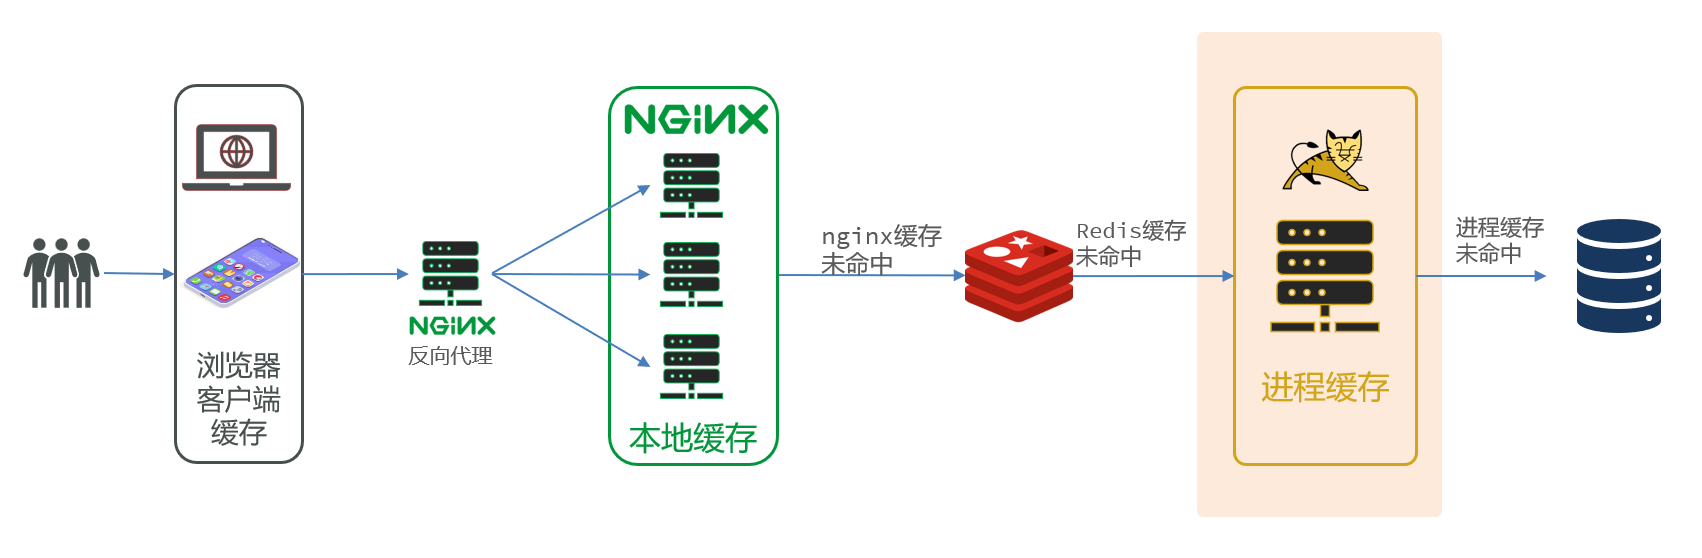 浏览器
客户端
缓存
NGINX
反向代理
NGINX
本地缓存
nginx缓存
未命中
Redis缓存
未命中
进程缓存
进程缓存
未命中